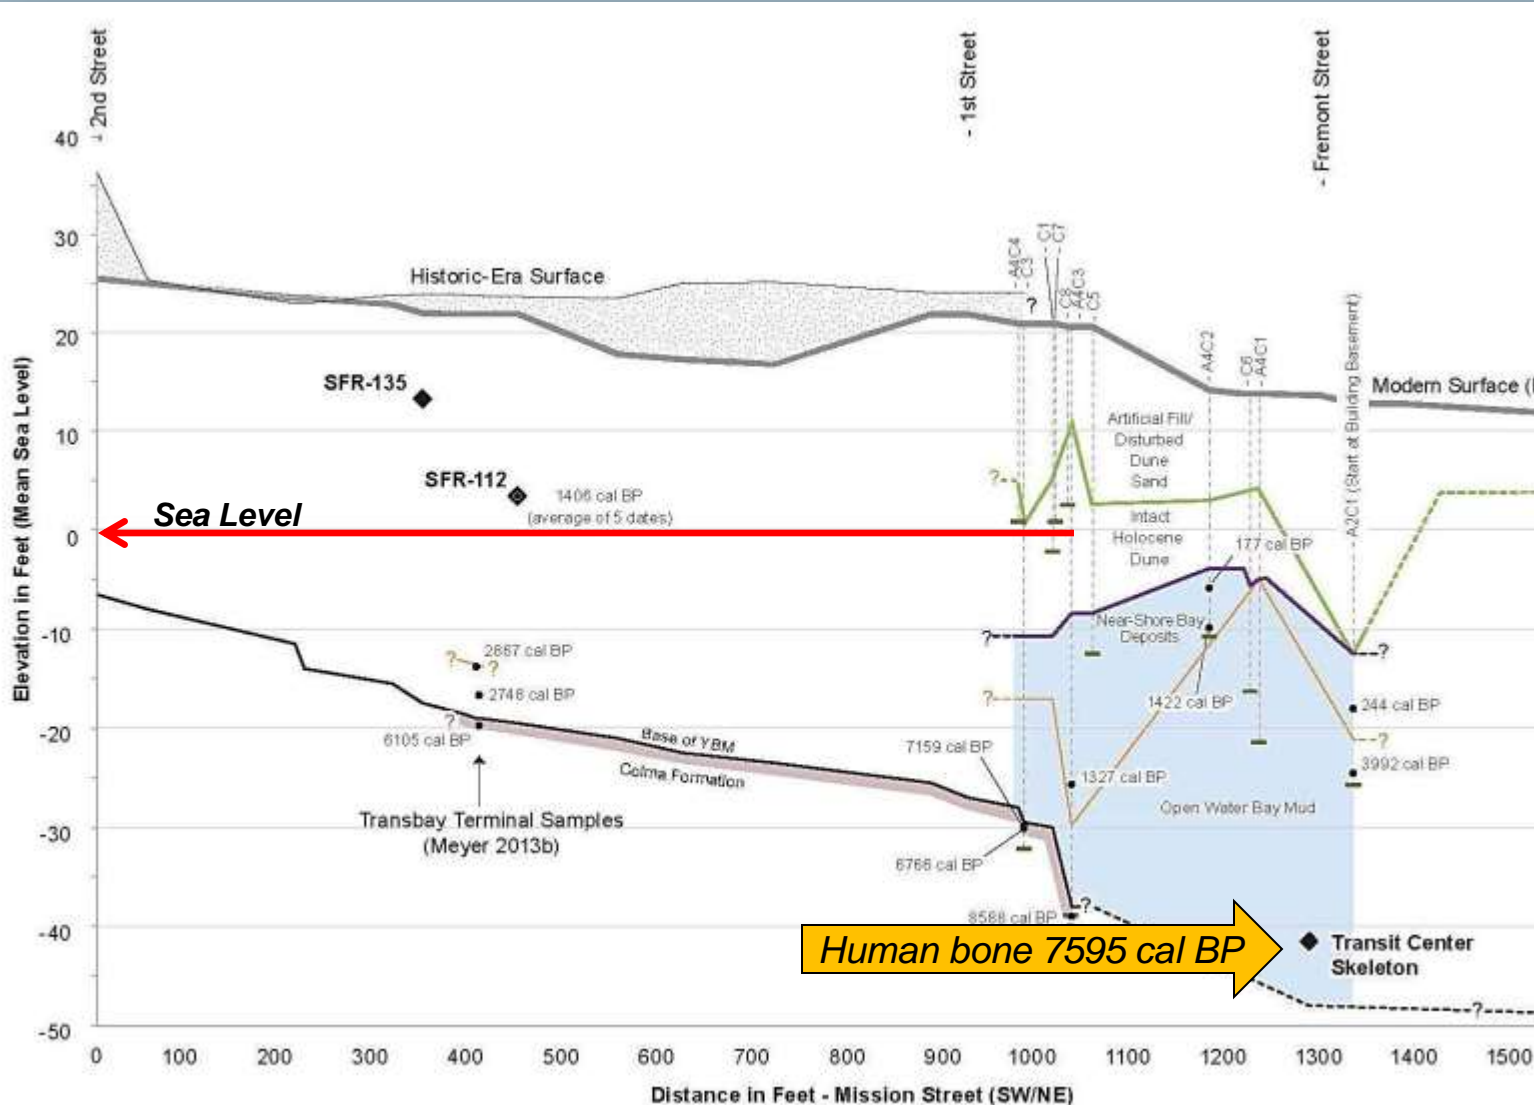 - 2nd Street
- 1st Street
- Fremont Street
40
30
20
10
0
-10
-20
-30
-40
-50
Elevation in Feet (Mean Sea Level)
Historic-Era Surface
A4C4
C3
C1
C7
C8
A4C3
C5
?
A4C2
C6
A4C1
A2C1 (Start at Building Basement)
Modern Surface
SFR-135
SFR-112
1406 cal BP
(average of 5 dates)
Sea Level
Artificial Fill/
Disturbed
Dune
Sand
?
Intact
Holocene
Dune
177 cal BP
?
Near-Shore Bay
Deposits
?
? 2887 cal BP
?
2748 cal BP
?
6105 cal BP
Base of YBM
Colma Formation
Transbay Terminal Samples
(Meyer 2013b)
?
1422 cal BP
244 cal BP
?
3992 cal BP
7159 cal BP
1327 cal BP
Open Water Bay Mud
6766 cal BP
8588 cal BP
?
Human bone 7595 cal BP
Transit Center
Skeleton
?
0 100 200 300 400 500 600 700 800 900 1000 1100 1200 1300 1400 1500
Distance in Feet - Mission Street (SW/NE)